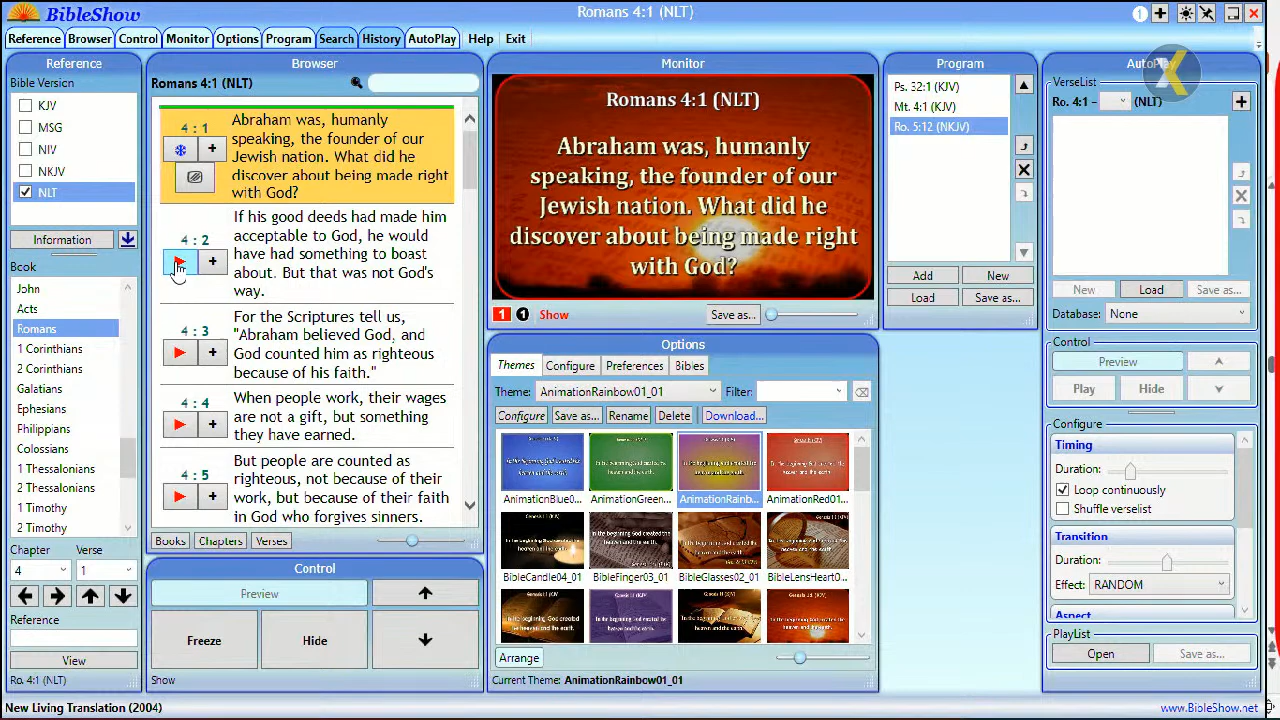 BibleShow
Romans 4:1 (NLT)
Reference Browser Control Monitor Options Program Search History AutoPlay Help Exit
Reference
Bible Version
KJV
MSG
NIV
NKJV
NLT
Information
Book
John
Acts
Romans
1 Corinthians
2 Corinthians
Galatians
Ephesians
Philippians
Colossians
1 Thessalonians
2 Thessalonians
1 Timothy
2 Timothy
Chapter Verse
4 1
Reference
View
Ro. 4:1 (NLT)
Browser
Romans 4:1 (NLT)
4 : 1
Abraham was, humanly
speaking, the founder of our
Jewish nation. What did he
discover about being made right
with God?
4 : 2
If his good deeds had made him
acceptable to God, he would
have had something to boast
about. But that was not God's
way.
4 : 3
For the Scriptures tell us,
"Abraham believed God, and
God counted him as righteous
because of his faith."
4 : 4
When people work, their wages
are not a gift, but something
they have earned.
4 : 5
But people are counted as
righteous, not because of their
work, but because of their faith
in God who forgives sinners.
Books Chapters Verses
Control
Preview
Freeze Hide
Show
Monitor
Romans 4:1 (NLT)
Abraham was, humanly
speaking, the founder of our
Jewish nation. What did he
discover about being made right
with God?
1 1 Show Save as...
Options
Themes Configure Preferences Bibles
Theme: AnimationRainbow01_01 Filter:
Configure Save as... Rename Delete Download...
AnimationBlue0... AnimationGreen... AnimationRainb... AnimationRed01...
BibleCandle04_01 BibleFinger03_01 BibleGlasses02_01 BibleLensHeart0...
Arrange
Current Theme: AnimationRainbow01_01
Program
Ps. 32:1 (KJV)
Mt. 4:1 (KJV)
Ro. 5:12 (NKJV)
Add New
Load Save as...
AutoPlay
VerseList
Ro. 4:1 – (NLT)
New Load Save as...
Database: None
Control
Preview
Play Hide
Configure
Timing
Duration:
Loop continuously
Shuffle verselist
Transition
Duration:
Effect: RANDOM
Aspect
PlayList
Open Save as...
New Living Translation (2004)
www.BibleShow.net